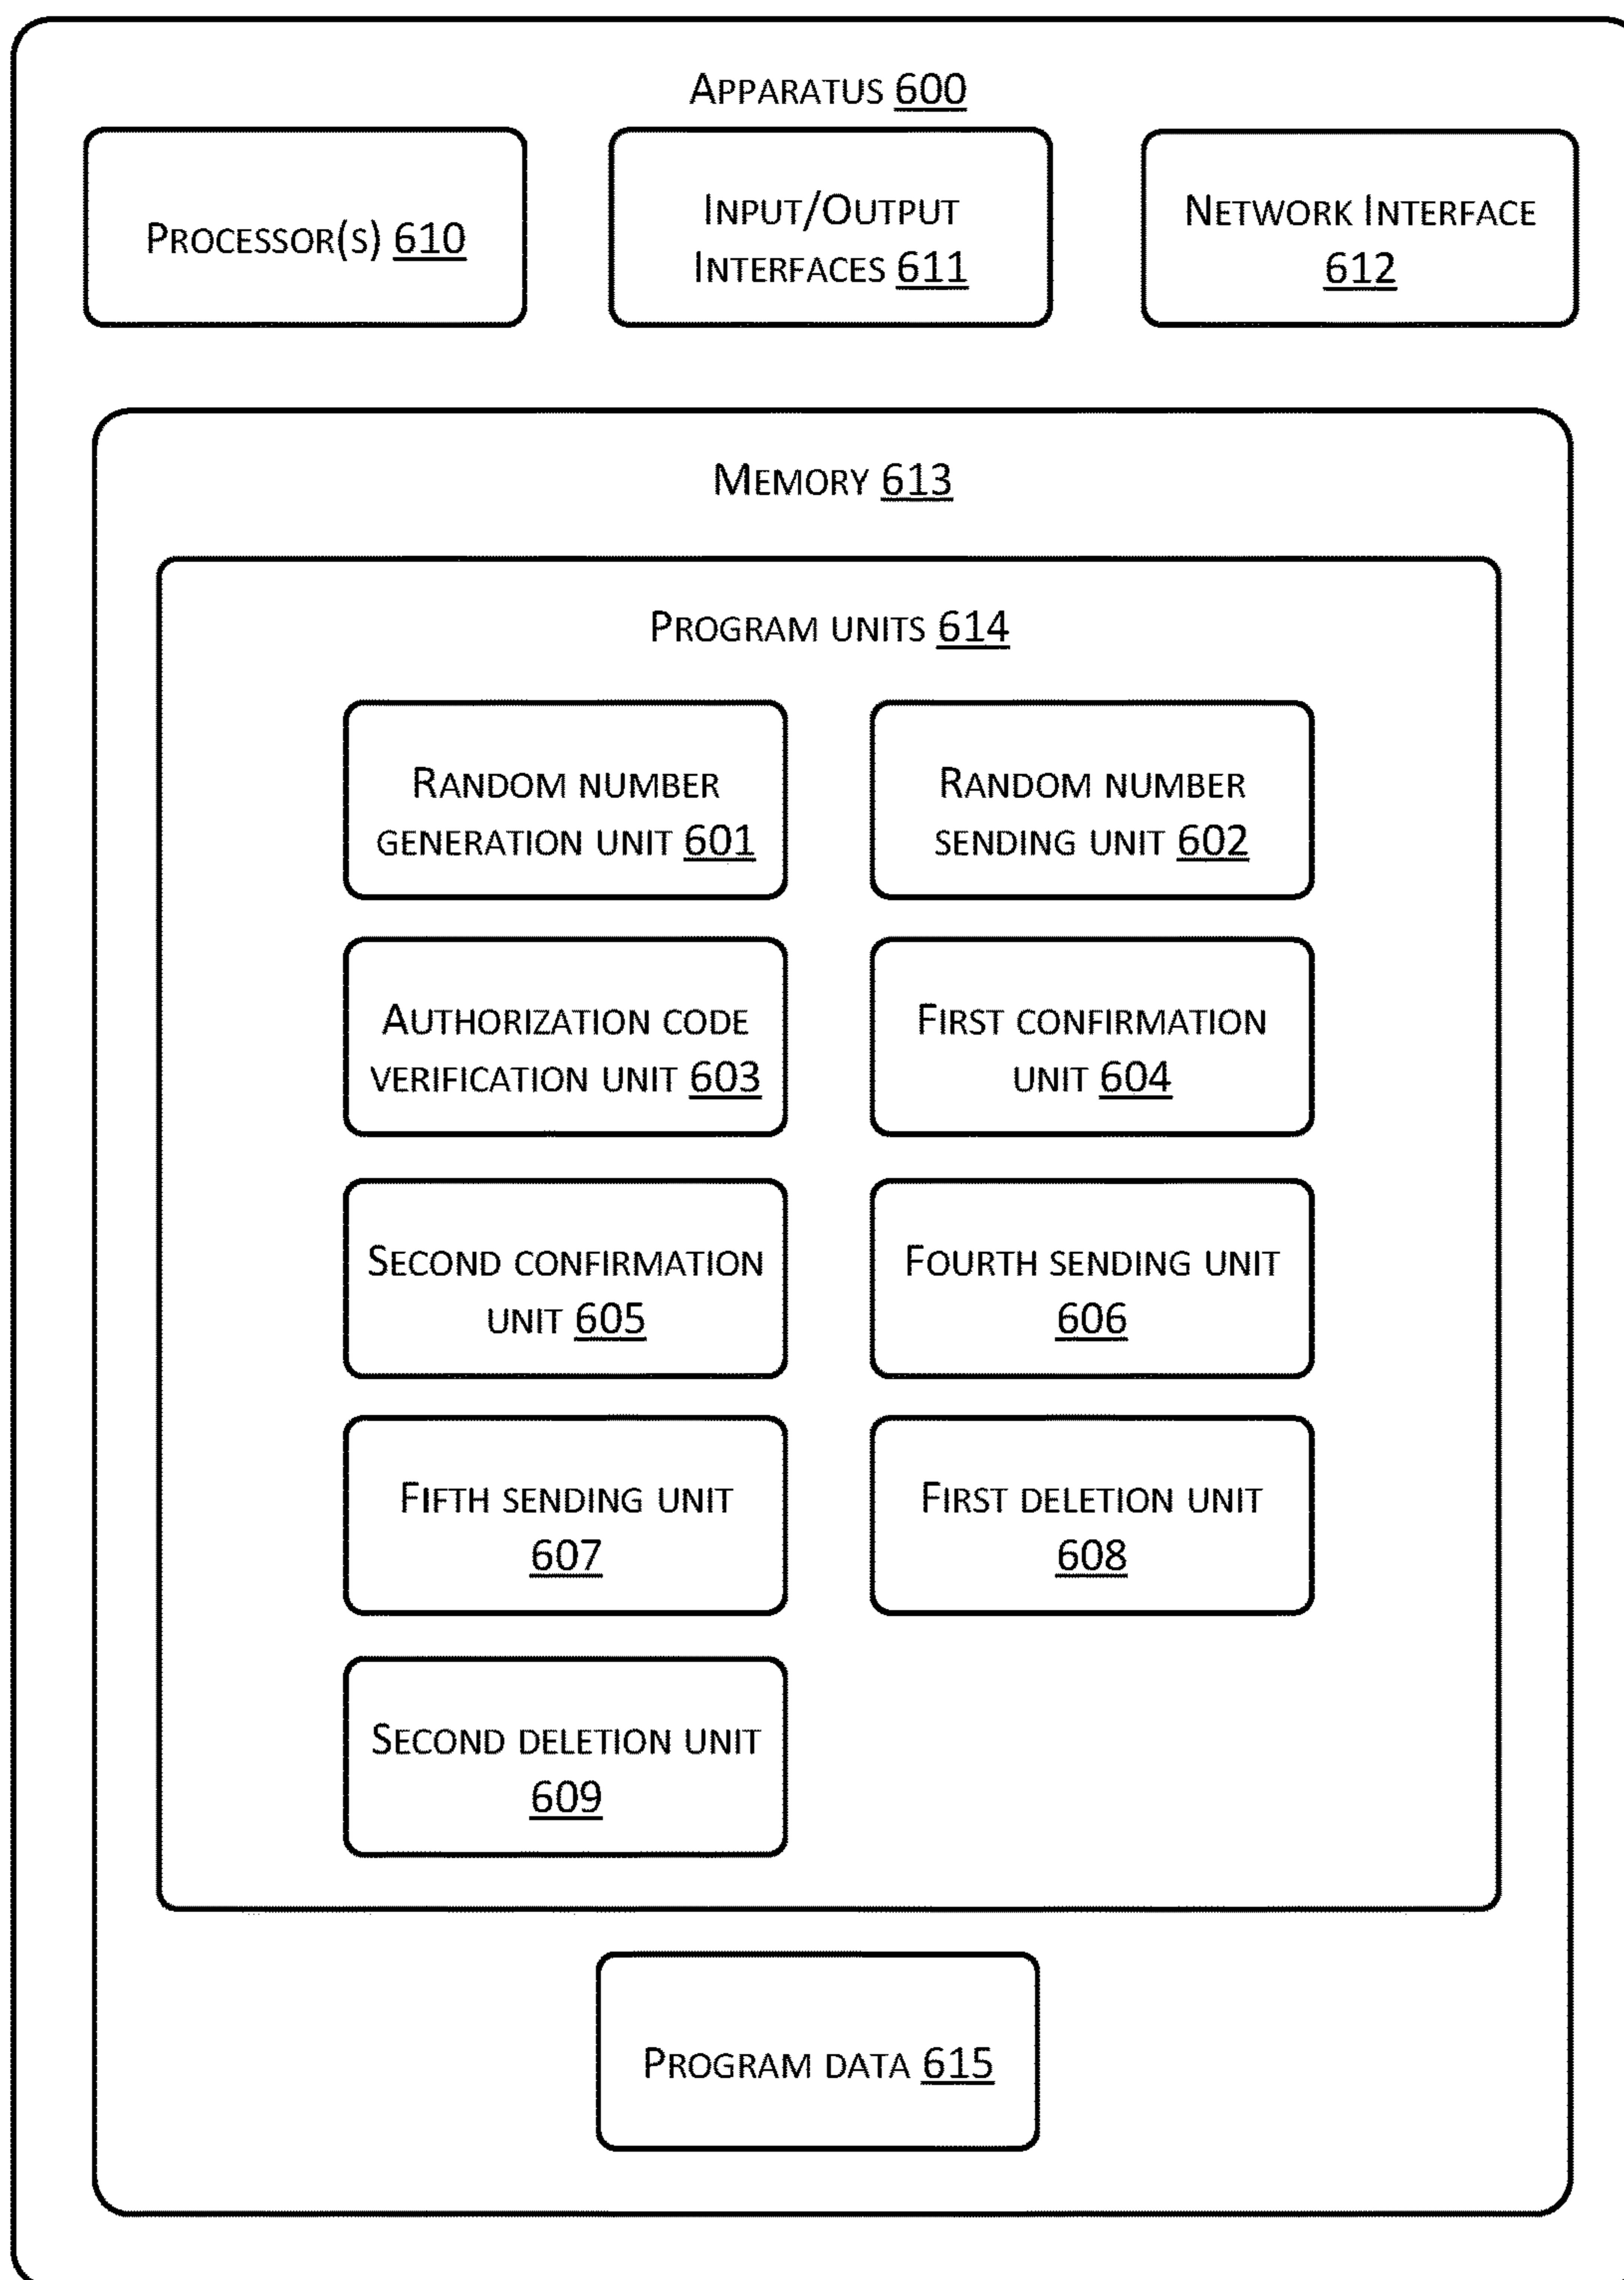 APPARATUS 600
PROCESSOR(S) 610
INPUT/OUTPUT
INTERFACES 611
NETWORK INTERFACE
612
MEMORY 613
PROGRAM UNITS 614
RANDOM NUMBER
GENERATION UNIT 601
RANDOM NUMBER
SENDING UNIT 602
AUTHORIZATION CODE
VERIFICATION UNIT 603
FIRST CONFIRMATION
UNIT 604
SECOND CONFIRMATION
UNIT 605
FOURTH SENDING UNIT
606
FIFTH SENDING UNIT
607
FIRST DELETION UNIT
608
SECOND DELETION UNIT
609
PROGRAM DATA 615